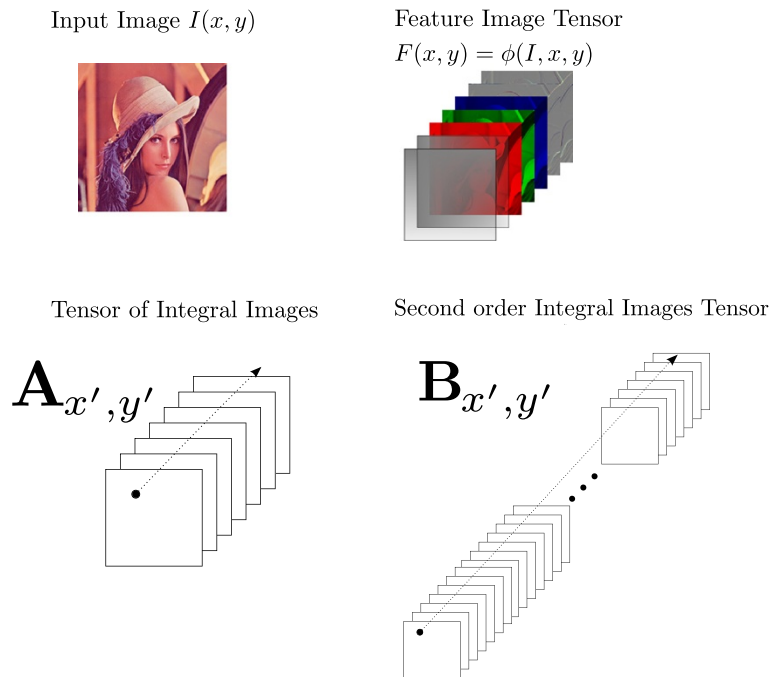 Input Image I(x, y)
Feature Image Tensor
F(x, y) = ϕ(I, x, y)
Tensor of Integral Images
Second order Integral Images Tensor
A_{x′,y′}
B_{x′,y′}